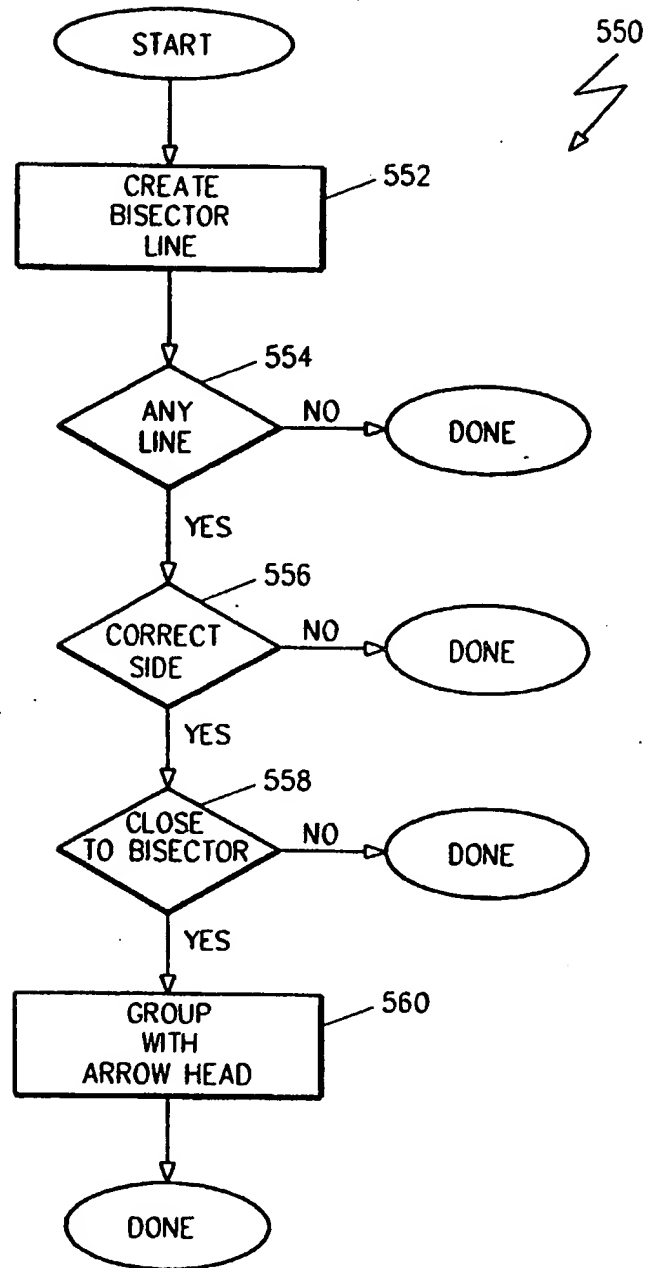 START
550
CREATE
BISECTOR
LINE
552
554
ANY
LINE
NO
DONE
YES
556
CORRECT
SIDE
NO
DONE
YES
558
CLOSE
TO BISECTOR
NO
DONE
YES
GROUP
WITH
ARROW HEAD
560
DONE